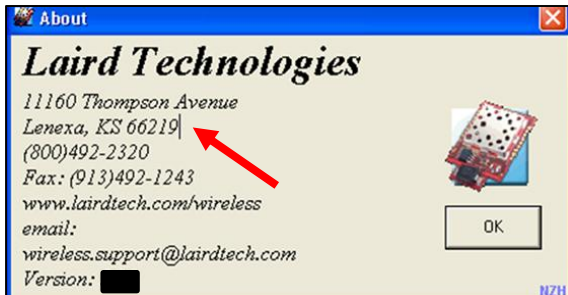 About
Laird Technologies
11160 Thompson Avenue
Lenexa, KS 66219
(800)492-2320
Fax: (913)492-1243
www.lairdtech.com/wireless
email:
wireless.support@lairdtech.com
Version:
OK
NZH